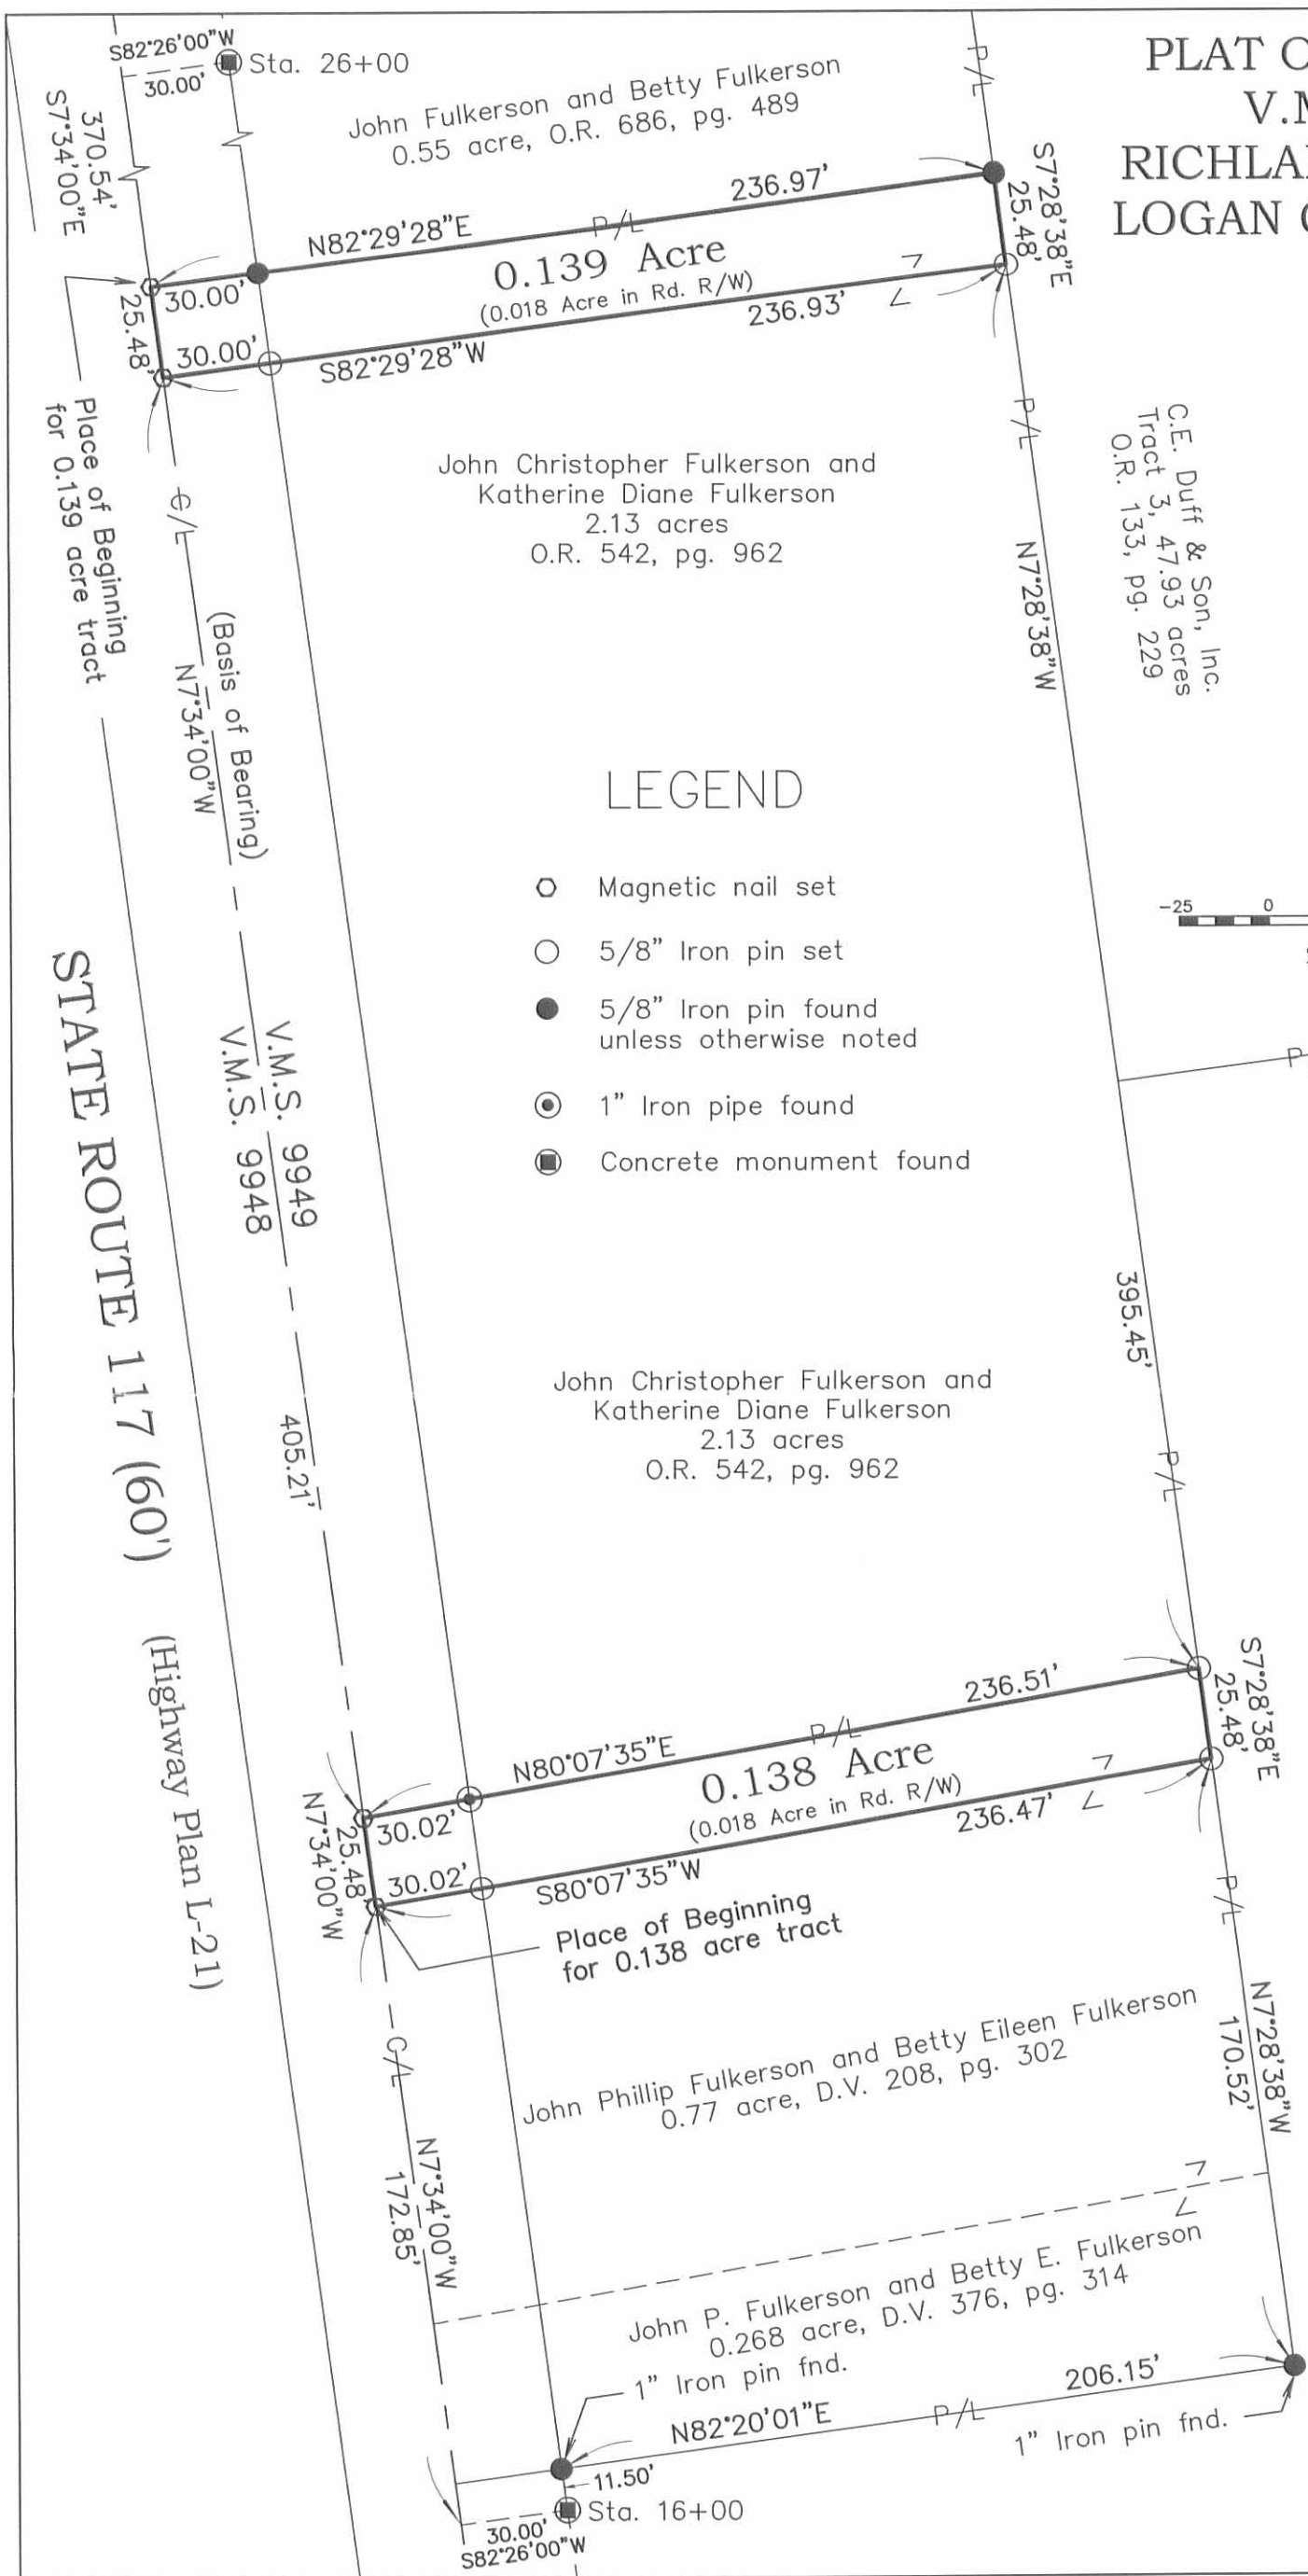 PLAT O
V.M
RICHLA
LOGAN
S82°26'00"W
30.00'
Sta. 26+00
John Fulkerson and Betty Fulkerson
0.55 acre, O.R. 686, pg. 489
P/L
370.54'
S7°34'00"E
S7°28'38"E
25.48'
236.97'
N82°29'28"E
P/L
0.139 Acre
(0.018 Acre in Rd. R/W)
236.93'
30.00'
25.48'
30.00'
S82°29'28"W
Place of Beginning
for 0.139 acre tract
P/L
C/L
John Christopher Fulkerson and
Katherine Diane Fulkerson
2.13 acres
O.R. 542, pg. 962
C.E. Duff & Son, Inc.
Tract 3, 47.93 acres
O.R. 133, pg. 229
N7°28'38"W
(Basis of Bearing)
N7°34'00"W
LEGEND
Magnetic nail set
5/8" Iron pin set
5/8" Iron pin found
unless otherwise noted
1" Iron pipe found
Concrete monument found
-25 0
P
STATE ROUTE 117 (60')
(Highway Plan L-21)
V.M.S. 9949
V.M.S. 9948
405.21'
395.45'
John Christopher Fulkerson and
Katherine Diane Fulkerson
2.13 acres
O.R. 542, pg. 962
P/L
S7°28'38"E
25.48'
236.51'
N80°07'35"E
P/L
0.138 Acre
(0.018 Acre in Rd. R/W)
236.47'
30.02'
25.48'
N7°34'00"W
30.02'
S80°07'35"W
Place of Beginning
for 0.138 acre tract
P/L
C/L
John Phillip Fulkerson and Betty Eileen Fulkerson
0.77 acre, D.V. 208, pg. 302
N7°28'38"W
170.52'
N7°34'00"W
172.85'
John P. Fulkerson and Betty E. Fulkerson
0.268 acre, D.V. 376, pg. 314
1" Iron pin fnd.
206.15'
N82°20'01"E
P/L
1" Iron pin fnd.
11.50'
Sta. 16+00
30.00'
S82°26'00"W